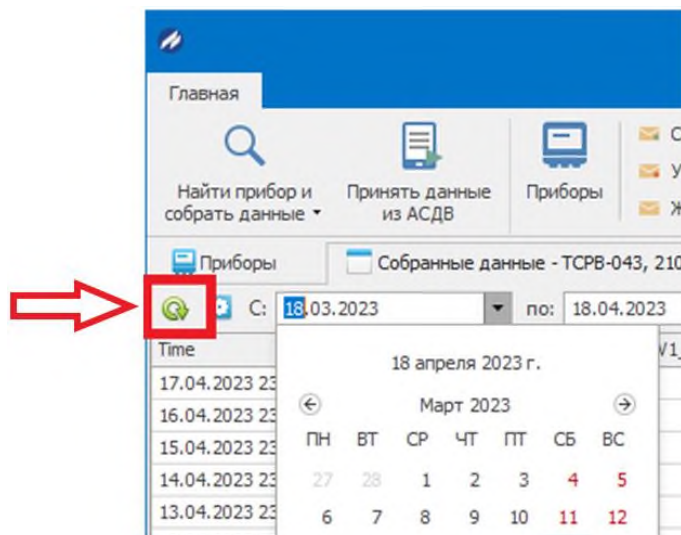 Главная
Найти прибор и собрать данные
Принять данные из АСДВ
Приборы
С
У
Ж
Приборы
Собранные данные - ТСРВ-043, 210
С: 18.03.2023 по: 18.04.2023
Time
18 апреля 2023 г.
17.04.2023 23
Март 2023
16.04.2023 23
ПН ВТ СР ЧТ ПТ СБ ВС
15.04.2023 23
27 28 1 2 3 4 5
14.04.2023 23
6 7 8 9 10 11 12
13.04.2023 23